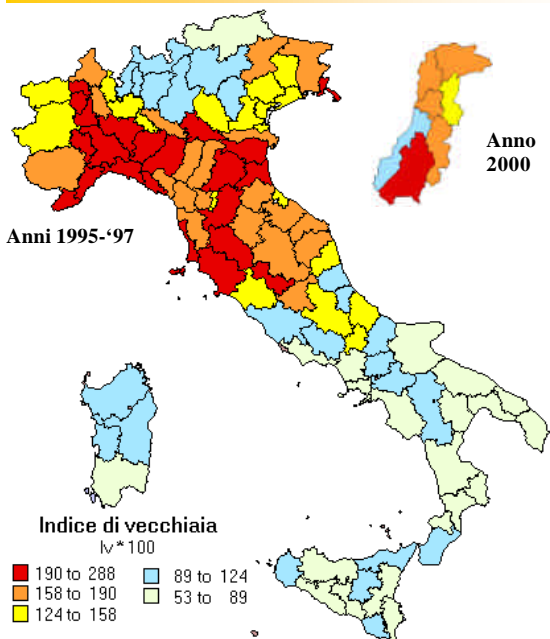 Anno
2000
Anni 1995-‘97
Indice di vecchiaia
Iv * 100
190 to 288
158 to 190
124 to 158
89 to 124
53 to 89